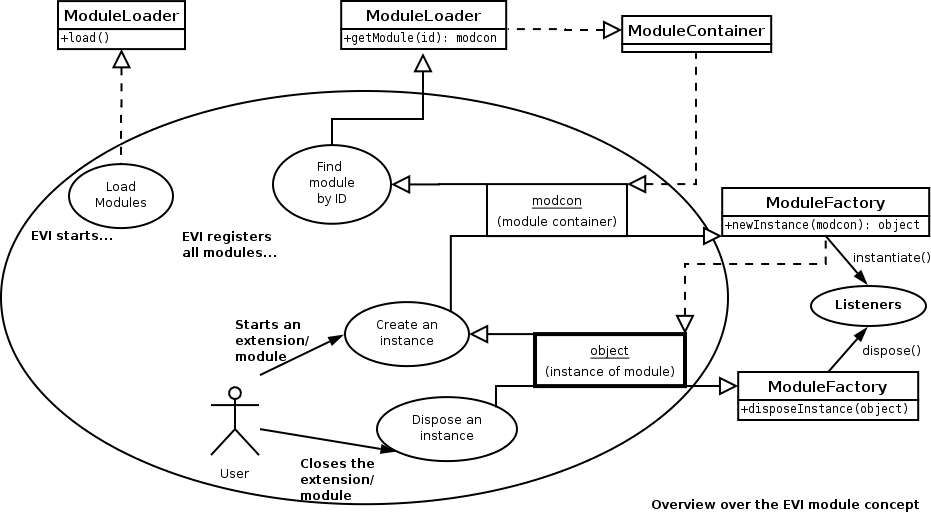 ModuleLoader
+load()
ModuleLoader
+getModule(id): modcon
ModuleContainer
Load
Modules
Find
module
by ID
EVI starts...
EVI registers
all modules...
modcon
(module container)
ModuleFactory
+newInstance(modcon): object
instantiate()
Listeners
dispose()
Starts an
extension/
module
Create an
instance
object
(instance of module)
ModuleFactory
+disposeInstance(object)
Dispose an
instance
User
Closes the
extension/
module
Overview over the EVI module concept